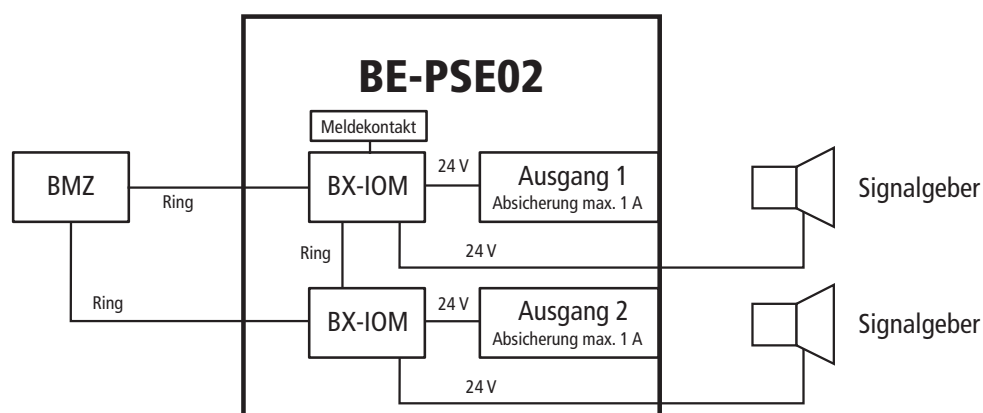 BE-PSE02
Meldekontakt
BMZ
Ring
BX-IOM
24 V
Ausgang 1
Absicherung max. 1 A
Signalgeber
Ring
24 V
Ring
BX-IOM
24 V
Ausgang 2
Absicherung max. 1 A
Signalgeber
24 V